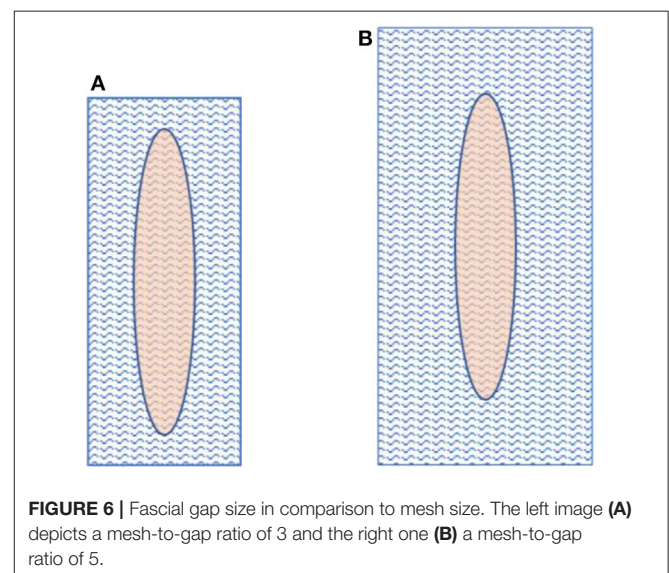 A
B
FIGURE 6 | Fascial gap size in comparison to mesh size. The left image (A)
depicts a mesh-to-gap ratio of 3 and the right one (B) a mesh-to-gap
ratio of 5.